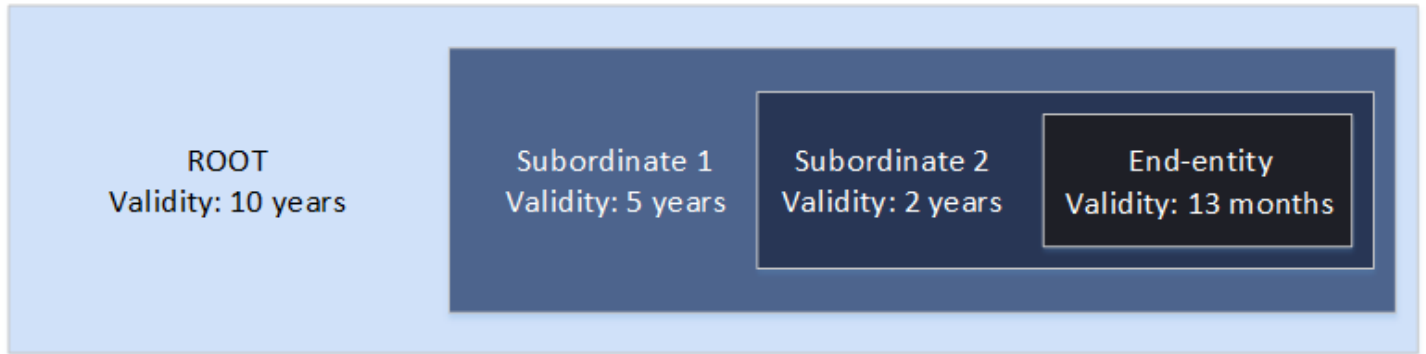 ROOT
Validity: 10 years
Subordinate 1
Validity: 5 years
Subordinate 2
Validity: 2 years
End-entity
Validity: 13 months